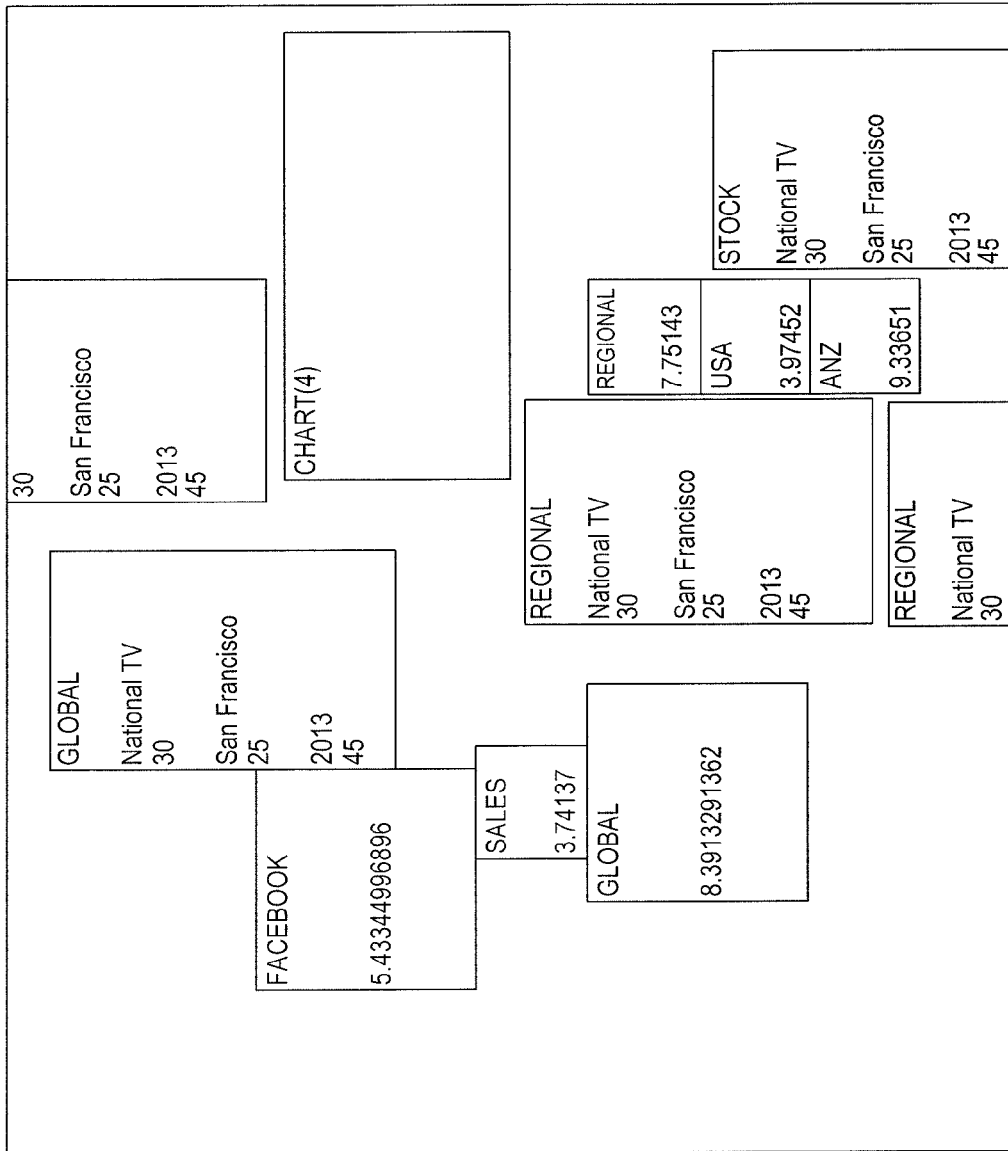 30
San Francisco
25
2013
45
GLOBAL
National TV
30
San Francisco
25
2013
45
CHART(4)
FACEBOOK
5.43344996896
SALES
3.74137
GLOBAL
8.3913291362
REGIONAL
National TV
30
San Francisco
25
2013
45
REGIONAL
7.75143
USA
3.97452
ANZ
9.33651
STOCK
National TV
30
San Francisco
25
2013
45
REGIONAL
National TV
30